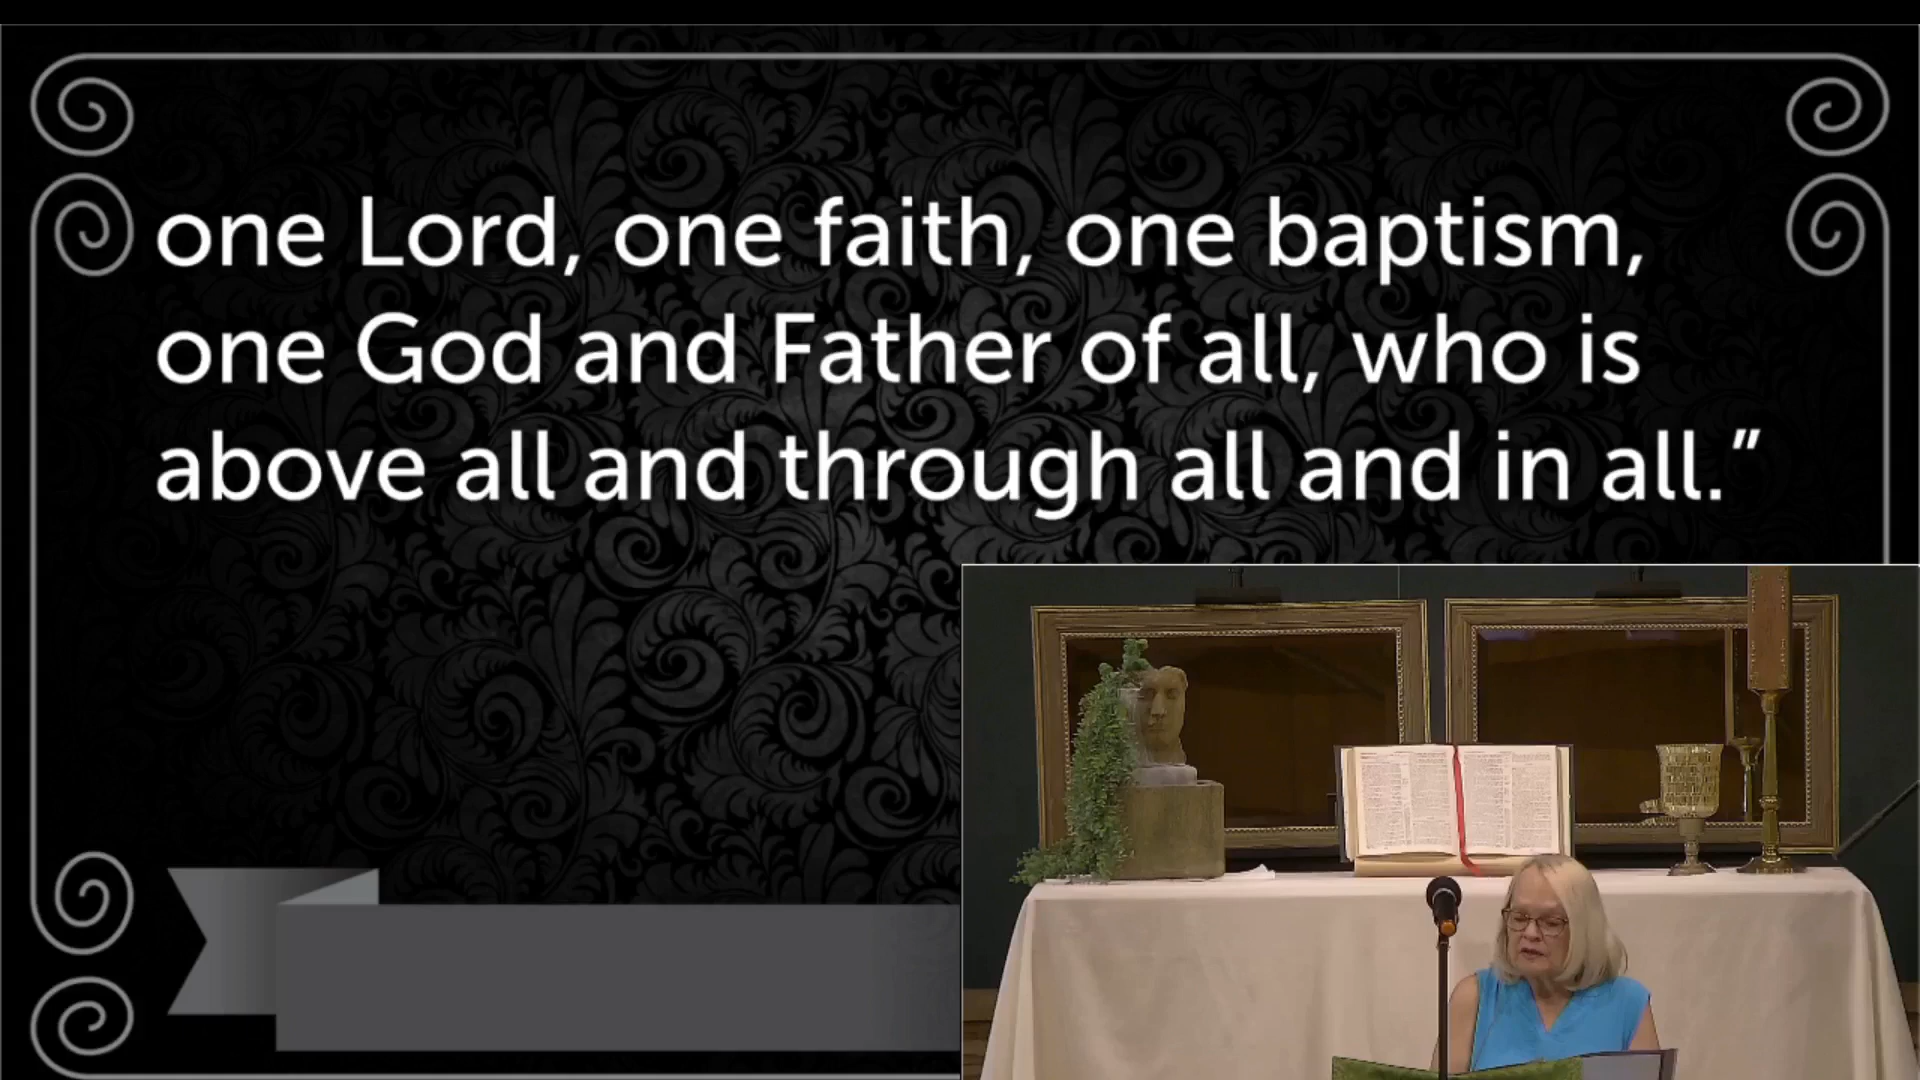 one Lord, one faith, one baptism,
one God and Father of all, who is
above all and through all and in all.”